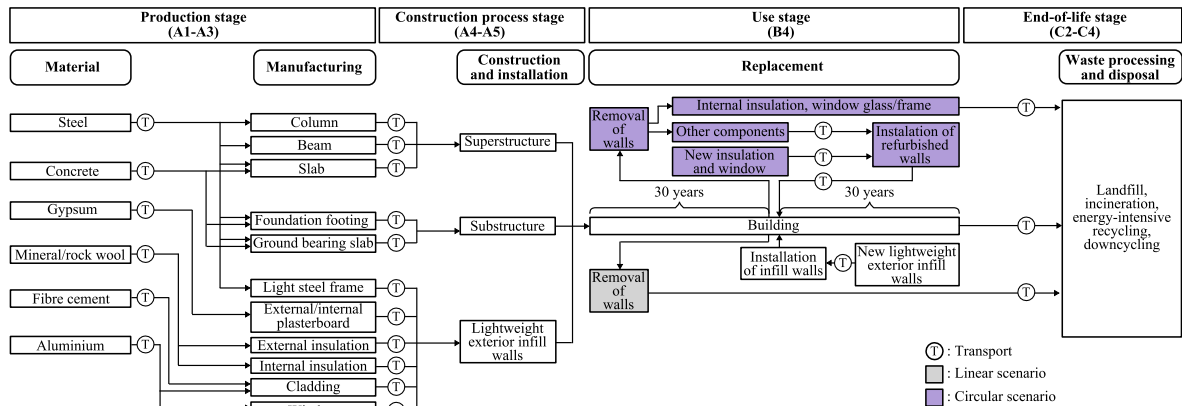 Production stage
(A1-A3)
Construction process stage
(A4-A5)
Use stage
(B4)
End-of-life stage
(C2-C4)
Material
Manufacturing
Construction
and installation
Replacement
Waste processing
and disposal
Steel
T
Column
T
Beam
T
Slab
T
Concrete
T
Gypsum
T
Foundation footing
T
Ground bearing slab
T
Mineral/rock wool
T
Light steel frame
T
Fibre cement
T
External/internal
plasterboard
T
Aluminium
T
External insulation
T
Internal insulation
T
Cladding
T
Superstructure
Substructure
Lightweight
exterior infill
walls
Removal
of
walls
Internal insulation, window glass/frame
T
Other components
T
Instalation of
refurbished
walls
New insulation
and window
T
T
30 years
30 years
Building
T
Installation
of infill walls
T
New lightweight
exterior infill
walls
Removal
of
walls
T
Landfill,
incineration,
energy-intensive
recycling,
downcycling
T : Transport
: Linear scenario
: Circular scenario